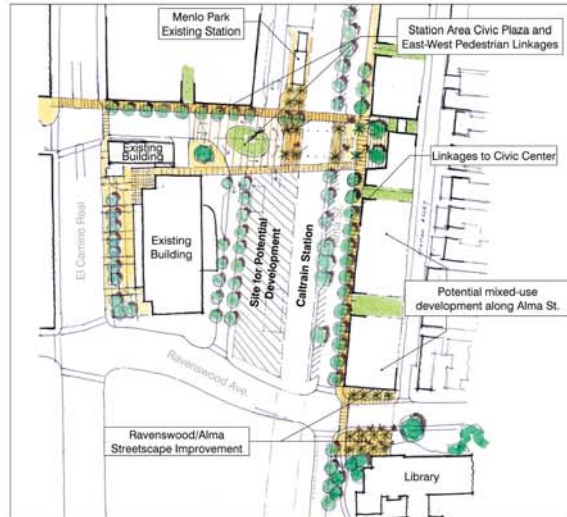 Menlo Park
Existing Station
Station Area Civic Plaza and
East-West Pedestrian Linkages
Existing
Building
Linkages to Civic Center
El Camino Real
Existing
Building
Site for Potential
Development
Caltrain Station
Alma St.
Potential mixed-use
development along Alma St.
Ravenswood Ave.
Ravenswood/Alma
Streetscape Improvement
Library